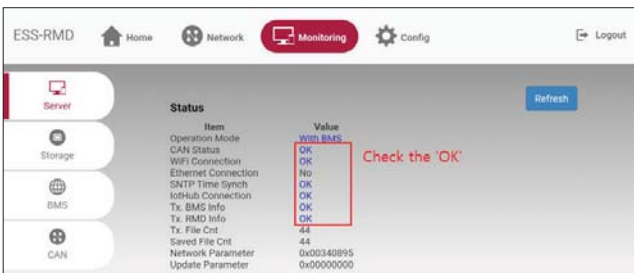 ESS-RMD Home Network Monitoring Config Logout
Server
Storage
BMS
CAN
Refresh
Status
Item Value
Operation Mode With BMS
CAN Status OK
WiFi Connection OK
Ethernet Connection No
SNTP Time Synch OK
IotHub Connection OK
Tx. BMS Info OK
Tx. RMD Info OK
Tx. File Cnt 44
Saved File Cnt 44
Network Parameter 0x00340895
Update Parameter 0x00000000
Check the 'OK'